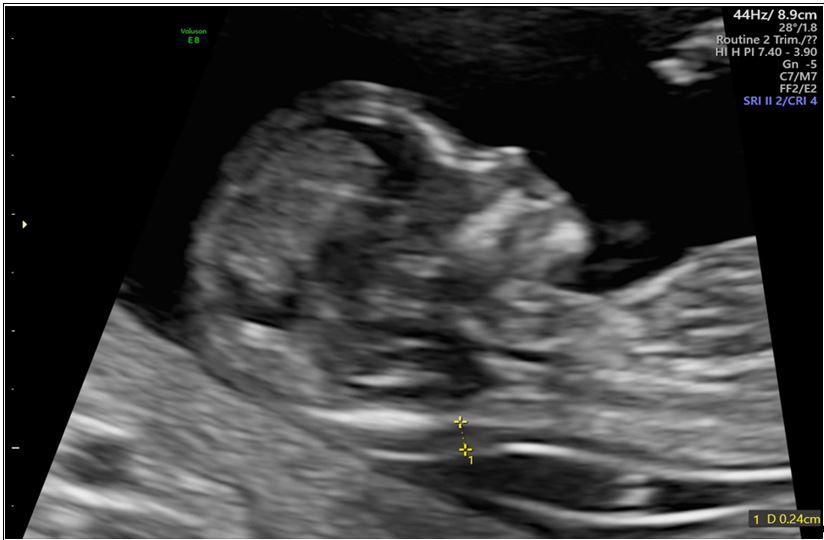 Voluson
E8
44Hz/ 8.9cm
28°/1.8
Routine 2 Trim./??
HI H PI 7.40 - 3.90
Gn -5
C7/M7
FF2/E2
SRI II 2/CRI 4
1
1 D 0.24cm